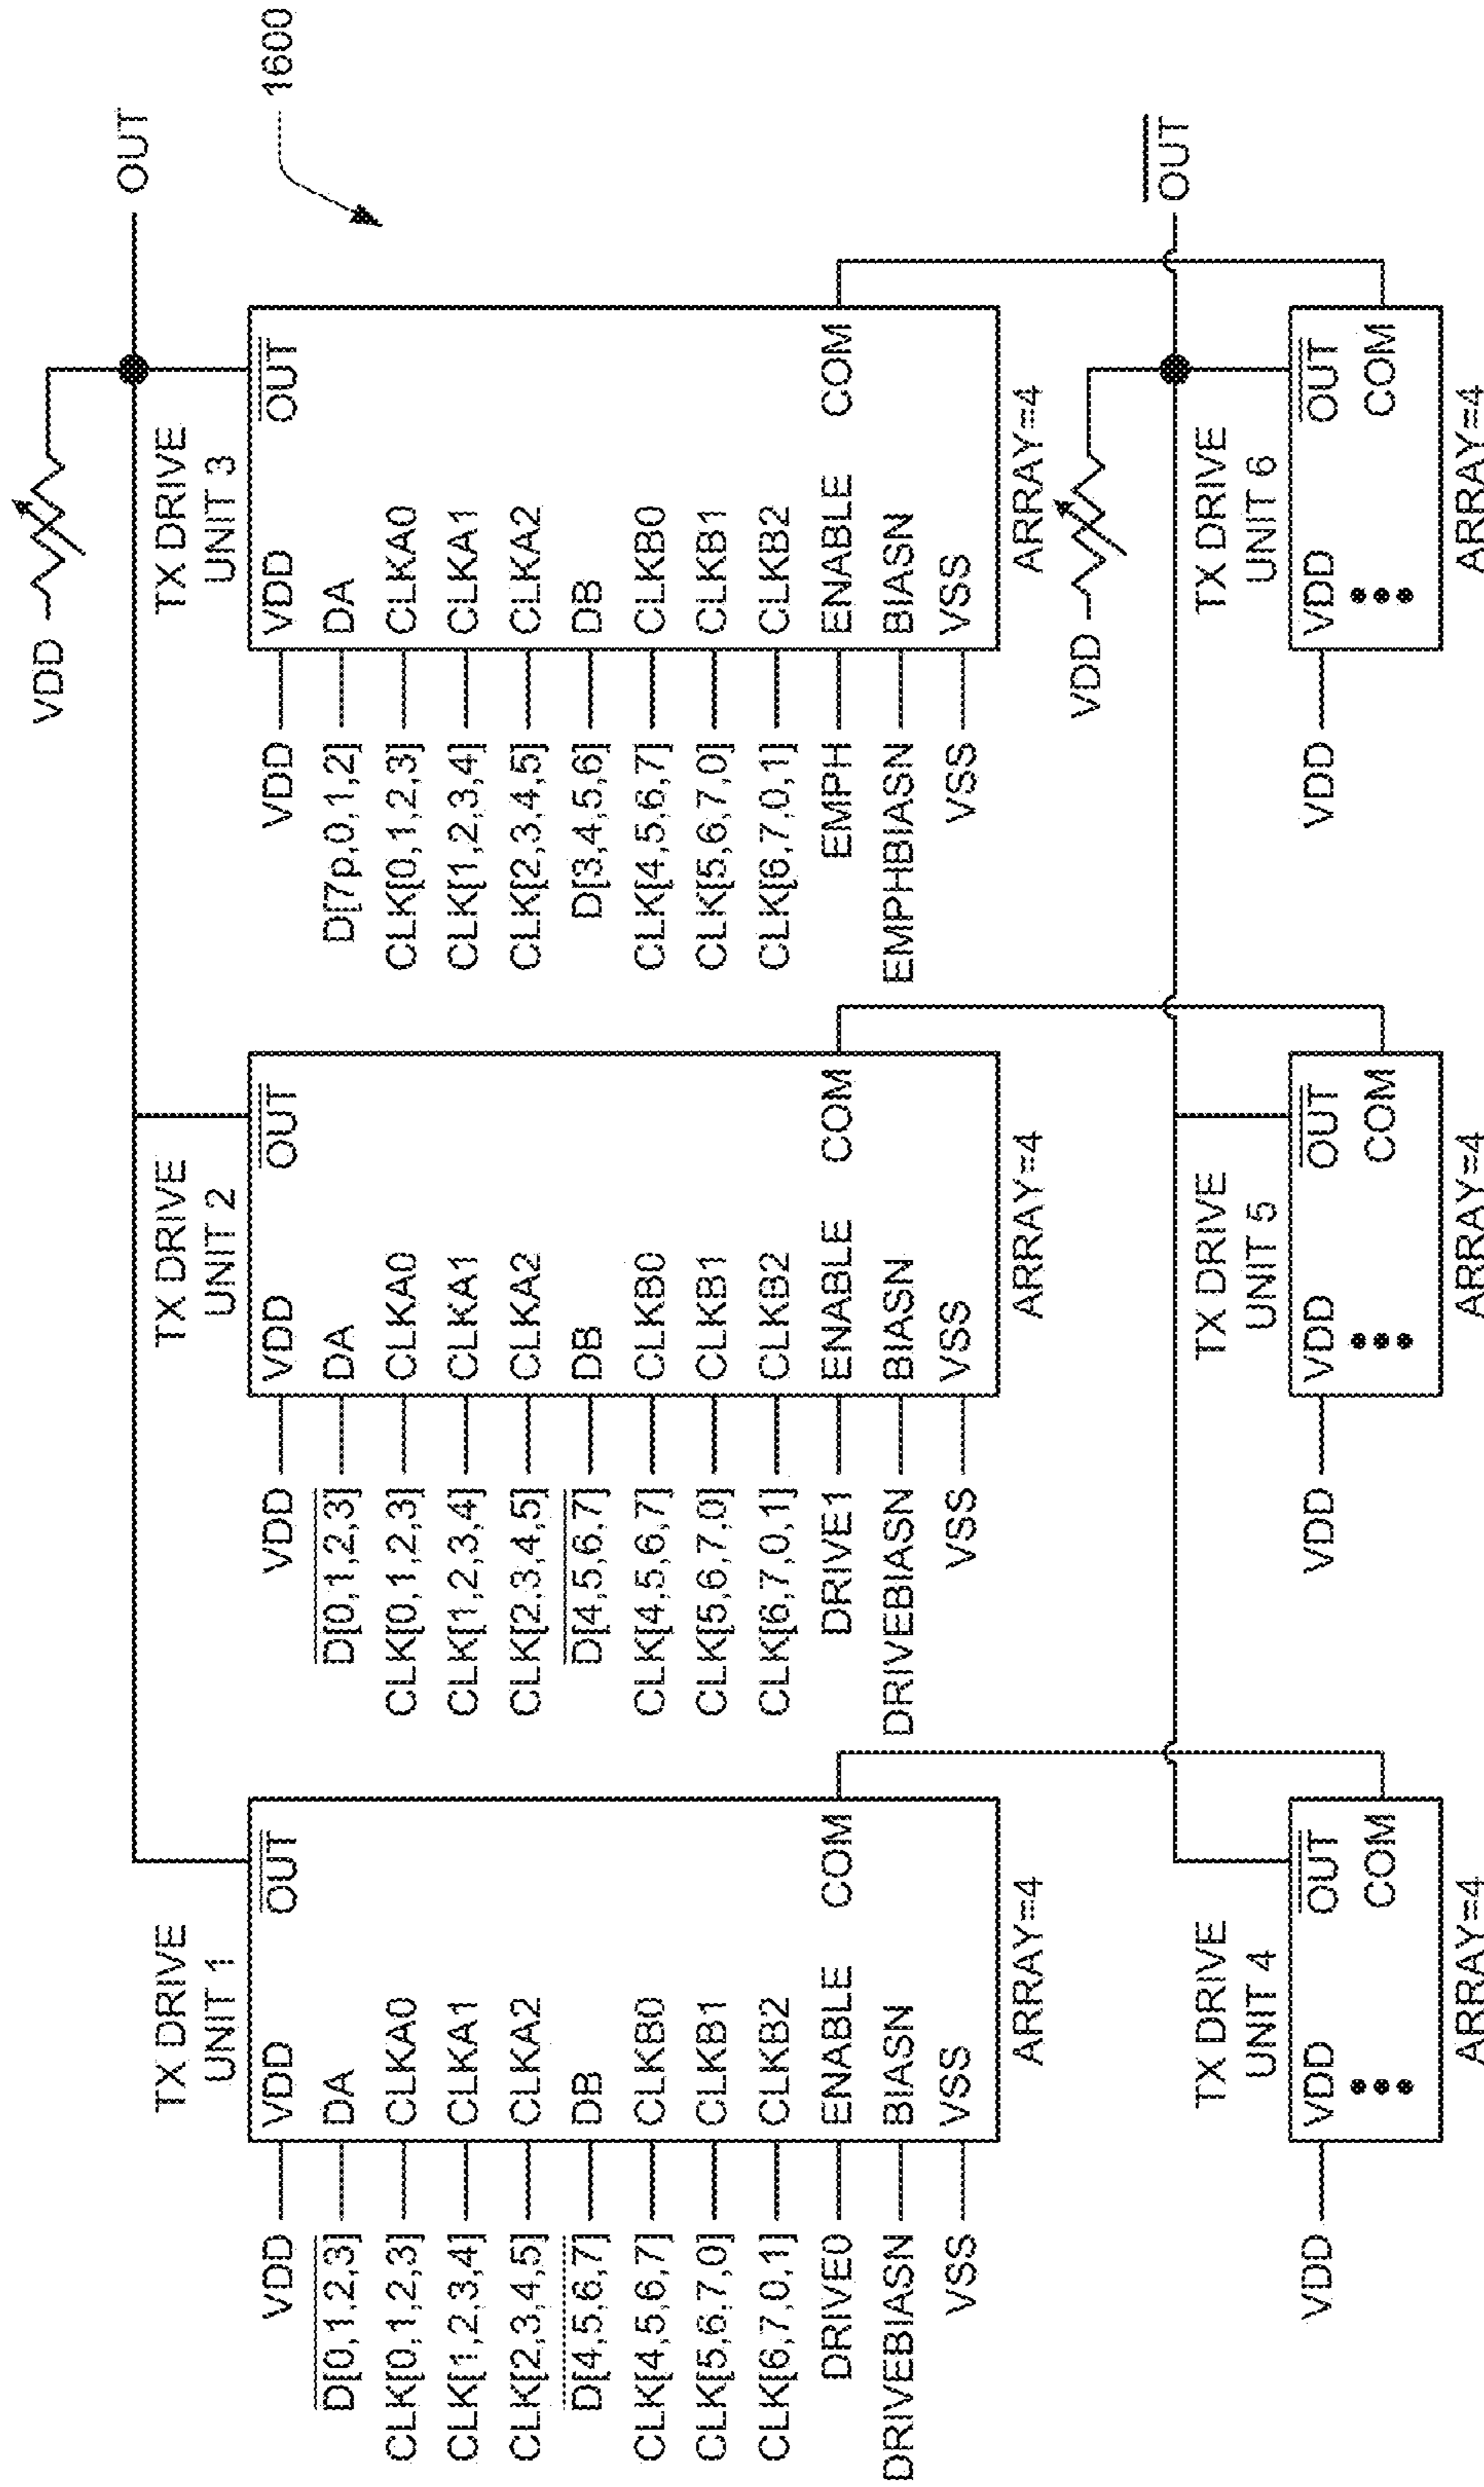 1600
VDD
OUT
TX DRIVE
UNIT 1
VDD
D̅[0,1,2,3]
CLK[0,1,2,3]
CLK[1,2,3,4]
CLK[2,3,4,5]
D̅[4,5,6,7]
CLK[4,5,6,7]
CLK[5,6,7,0]
CLK[6,7,0,1]
DRIVE0
DRIVEBIASN
VSS
VDD
DA
CLKA0
CLKA1
CLKA2
DB
CLKB0
CLKB1
CLKB2
ENABLE
BIASN
VSS
O̅U̅T̅
COM
ARRAY=4
TX DRIVE
UNIT 2
VDD
D̅[0,1,2,3]
CLK[0,1,2,3]
CLK[1,2,3,4]
CLK[2,3,4,5]
D̅[4,5,6,7]
CLK[4,5,6,7]
CLK[5,6,7,0]
CLK[6,7,0,1]
DRIVE1
DRIVEBIASN
VSS
VDD
DA
CLKA0
CLKA1
CLKA2
DB
CLKB0
CLKB1
CLKB2
ENABLE
BIASN
VSS
O̅U̅T̅
COM
ARRAY=4
TX DRIVE
UNIT 3
VDD
D[7p,0,1,2]
CLK[0,1,2,3]
CLK[1,2,3,4]
CLK[2,3,4,5]
D[3,4,5,6]
CLK[4,5,6,7]
CLK[5,6,7,0]
CLK[6,7,0,1]
EMPH
EMPHBIASN
VSS
VDD
DA
CLKA0
CLKA1
CLKA2
DB
CLKB0
CLKB1
CLKB2
ENABLE
BIASN
VSS
O̅U̅T̅
COM
ARRAY=4
VDD
O̅U̅T̅
TX DRIVE
UNIT 4
VDD
VDD
O̅U̅T̅
COM
ARRAY=4
TX DRIVE
UNIT 5
VDD
VDD
O̅U̅T̅
COM
ARRAY=4
TX DRIVE
UNIT 6
VDD
VDD
O̅U̅T̅
COM
ARRAY=4